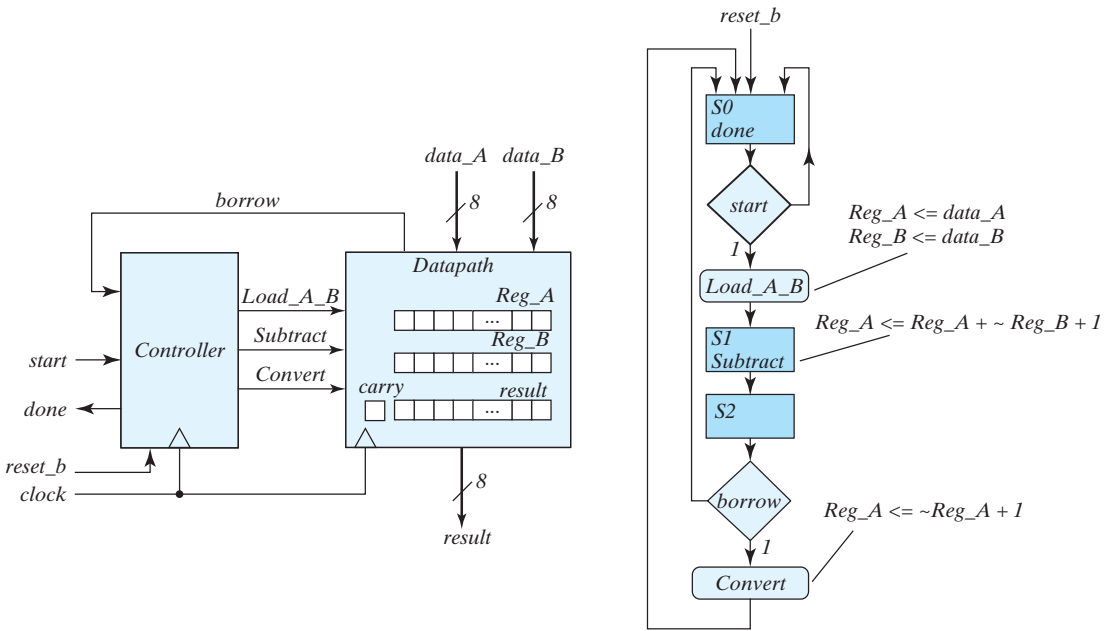 data_A
data_B
8
8
borrow
Datapath
Reg_A
...
Reg_B
...
carry
result
...
Controller
Load_A_B
Subtract
Convert
start
done
reset_b
clock
8
result
reset_b
S0
done
start
1
Reg_A <= data_A
Reg_B <= data_B
Load_A_B
Reg_A <= Reg_A + ~ Reg_B + 1
S1
Subtract
S2
borrow
Reg_A <= ~Reg_A + 1
1
Convert